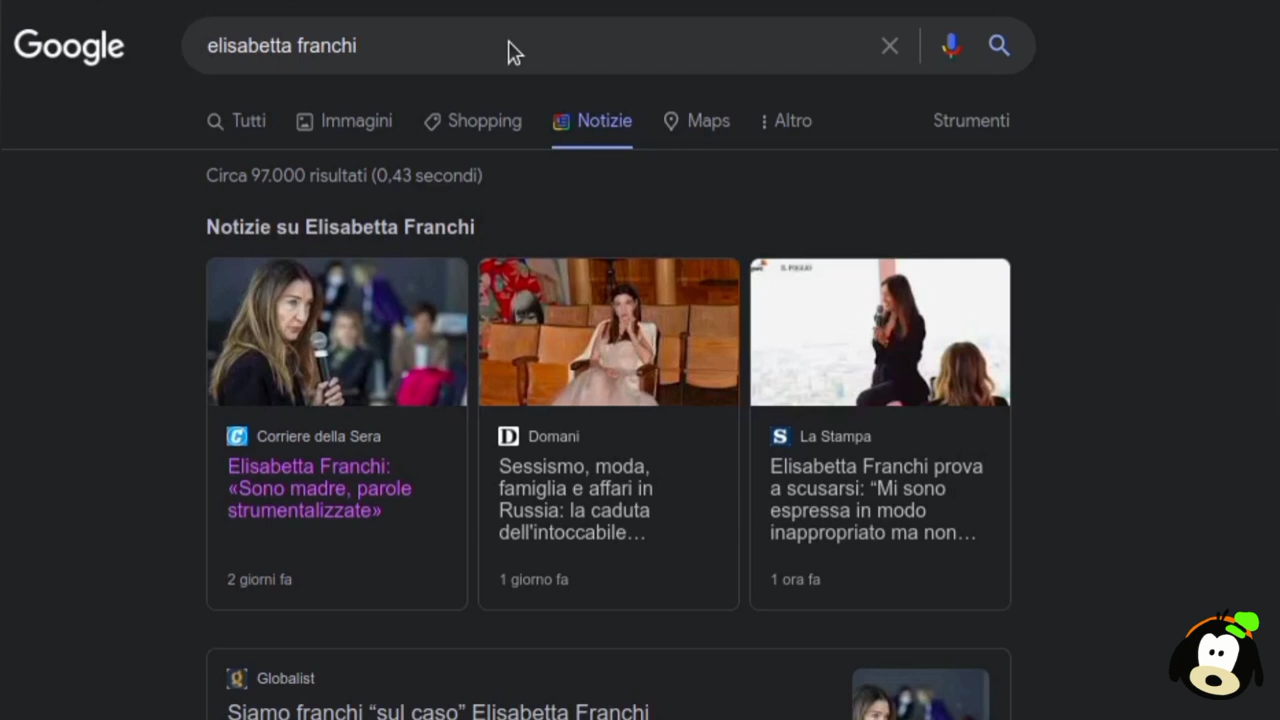 Google
elisabetta franchi
Tutti
Immagini
Shopping
Notizie
Maps
Altro
Strumenti
Circa 97.000 risultati (0,43 secondi)
Notizie su Elisabetta Franchi
Corriere della Sera
Elisabetta Franchi:
«Sono madre, parole
strumentalizzate»
2 giorni fa
D Domani
Sessismo, moda,
famiglia e affari in
Russia: la caduta
dell'intoccabile…
1 giorno fa
IL FOGLIO
S La Stampa
Elisabetta Franchi prova
a scusarsi: “Mi sono
espressa in modo
inappropriato ma non…
1 ora fa
Globalist
Siamo franchi “sul caso” Elisabetta Franchi